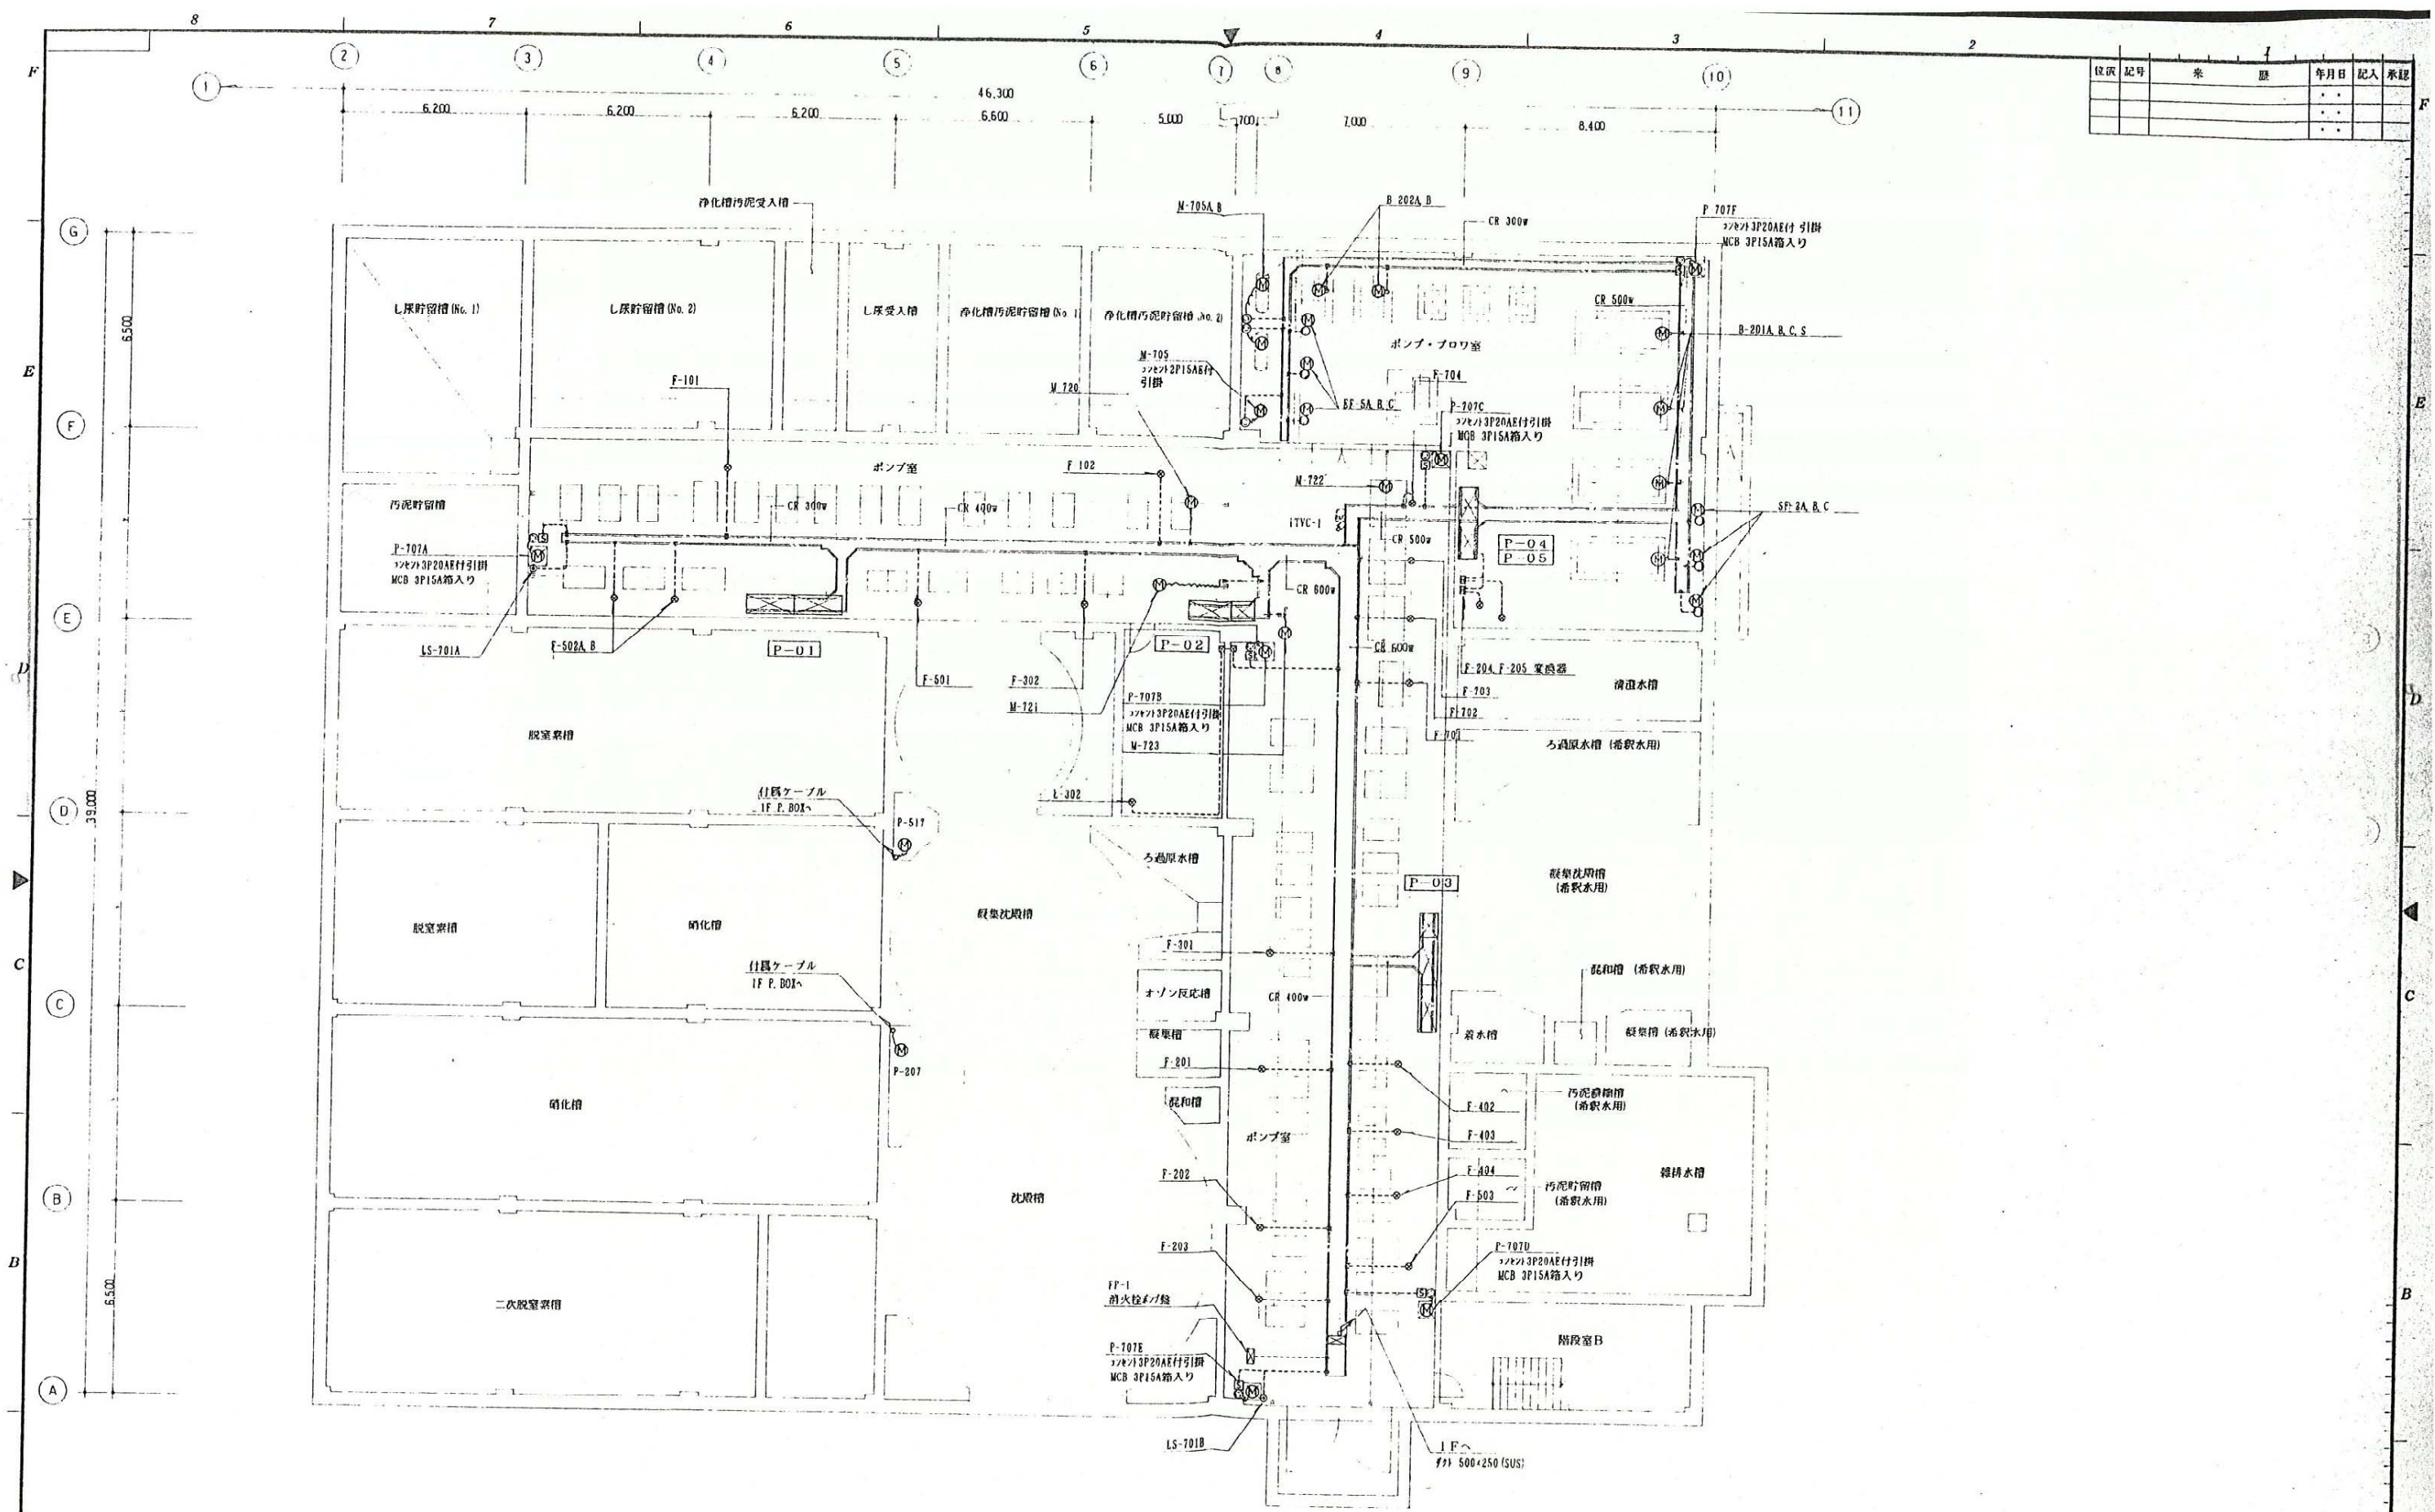 8
7
6
5
4
3
2
1
F
F
位沢 記号 来 歴 年月日 記入 承認
2
3
4
5
6
7
8
9
10
1
46,300
11
6,200
6,200
6,200
6,600
5,000
700
7,000
8,400
浄化槽汚泥受入槽
M-705A,B
B 202A,B
CR 300w
P 707F
コンセント3P20AE付 引掛
MCB 3P15A箱入り
G
6,500
し尿貯留槽(No. 1)
し尿貯留槽(No. 2)
し尿受入槽
浄化槽汚泥貯留槽(No. 1)
浄化槽汚泥貯留槽(No. 2)
CR 500w
B-201A, B, C, S
ポンプ・ブロワ室
E
E
M-705
コンセント2P15AE付
引掛
F-101
M 720
F-704
P-707C
コンセント3P20AE付引掛
MCB 3P15A箱入り
F
ポンプ室
F 102
M-722
汚泥貯留槽
CR 300w
CR 400w
ITVC-1
SF-2A, B, C
CR 500w
P-04
P-05
P-707A
コンセント3P20AE付引掛
MCB 3P15A箱入り
CR 600w
E
LS-701A
F-502A, B
P-01
P-02
CR 600w
D
D
F-501
F-302
F-204, F-205 変換器
清澄水槽
M-721
P-707B
コンセント3P20AE付引掛
MCB 3P15A箱入り
M-723
F-703
F-702
F-701
脱窒素槽
ろ過原水槽 (希釈水用)
付属ケーブル
1F P. BOXへ
L-302
D
39,000
P-517
ろ過原水槽
凝集沈殿槽
(希釈水用)
P-03
脱窒素槽
硝化槽
凝集沈殿槽
F-301
C
C
付属ケーブル
1F P. BOXへ
混和槽 (希釈水用)
オゾン反応槽
CR 400w
C
凝集槽
着水槽
凝集槽 (希釈水用)
F-201
P-207
硝化槽
混和槽
汚泥濃縮槽
(希釈水用)
F-402
F-403
ポンプ室
F-202
F-404
雑排水槽
B
沈殿槽
F-503
汚泥貯留槽
(希釈水用)
F-203
P-707D
コンセント3P20AE付引掛
MCB 3P15A箱入り
B
B
6,500
二次脱窒素槽
FP-1
消火栓ポンプ盤
階段室B
P-707E
コンセント3P20AE付引掛
MCB 3P15A箱入り
A
LS-701B
1Fへ
ダクト 500×250 (SUS)